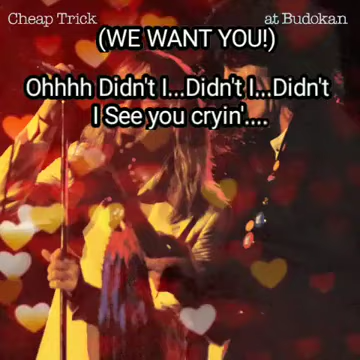 Cheap Trick at Budokan
(WE WANT YOU!)
Ohhhh Didn't I...Didn't I...Didn't
I See you cryin'....